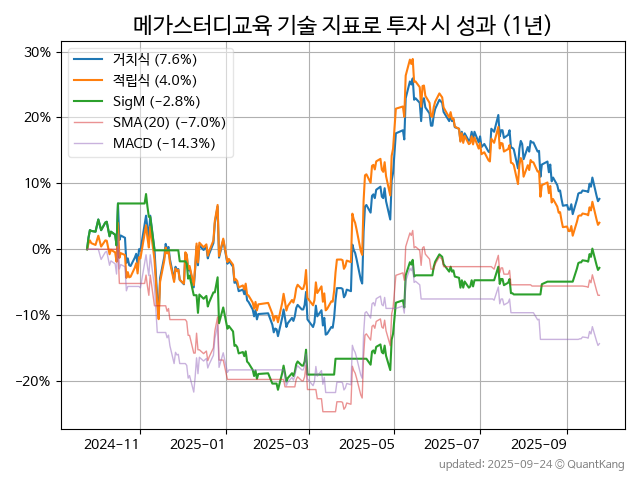 메가스터디교육 기술 지표로 투자 시 성과 (1년)
거치식 (7.6%)
적립식 (4.0%)
SigM (−2.8%)
SMA(20) (−7.0%)
MACD (−14.3%)
30%
20%
10%
0%
−10%
−20%
2024−11
2025−01
2025−03
2025−05
2025−07
2025−09
updated: 2025−09−24 © QuantKang